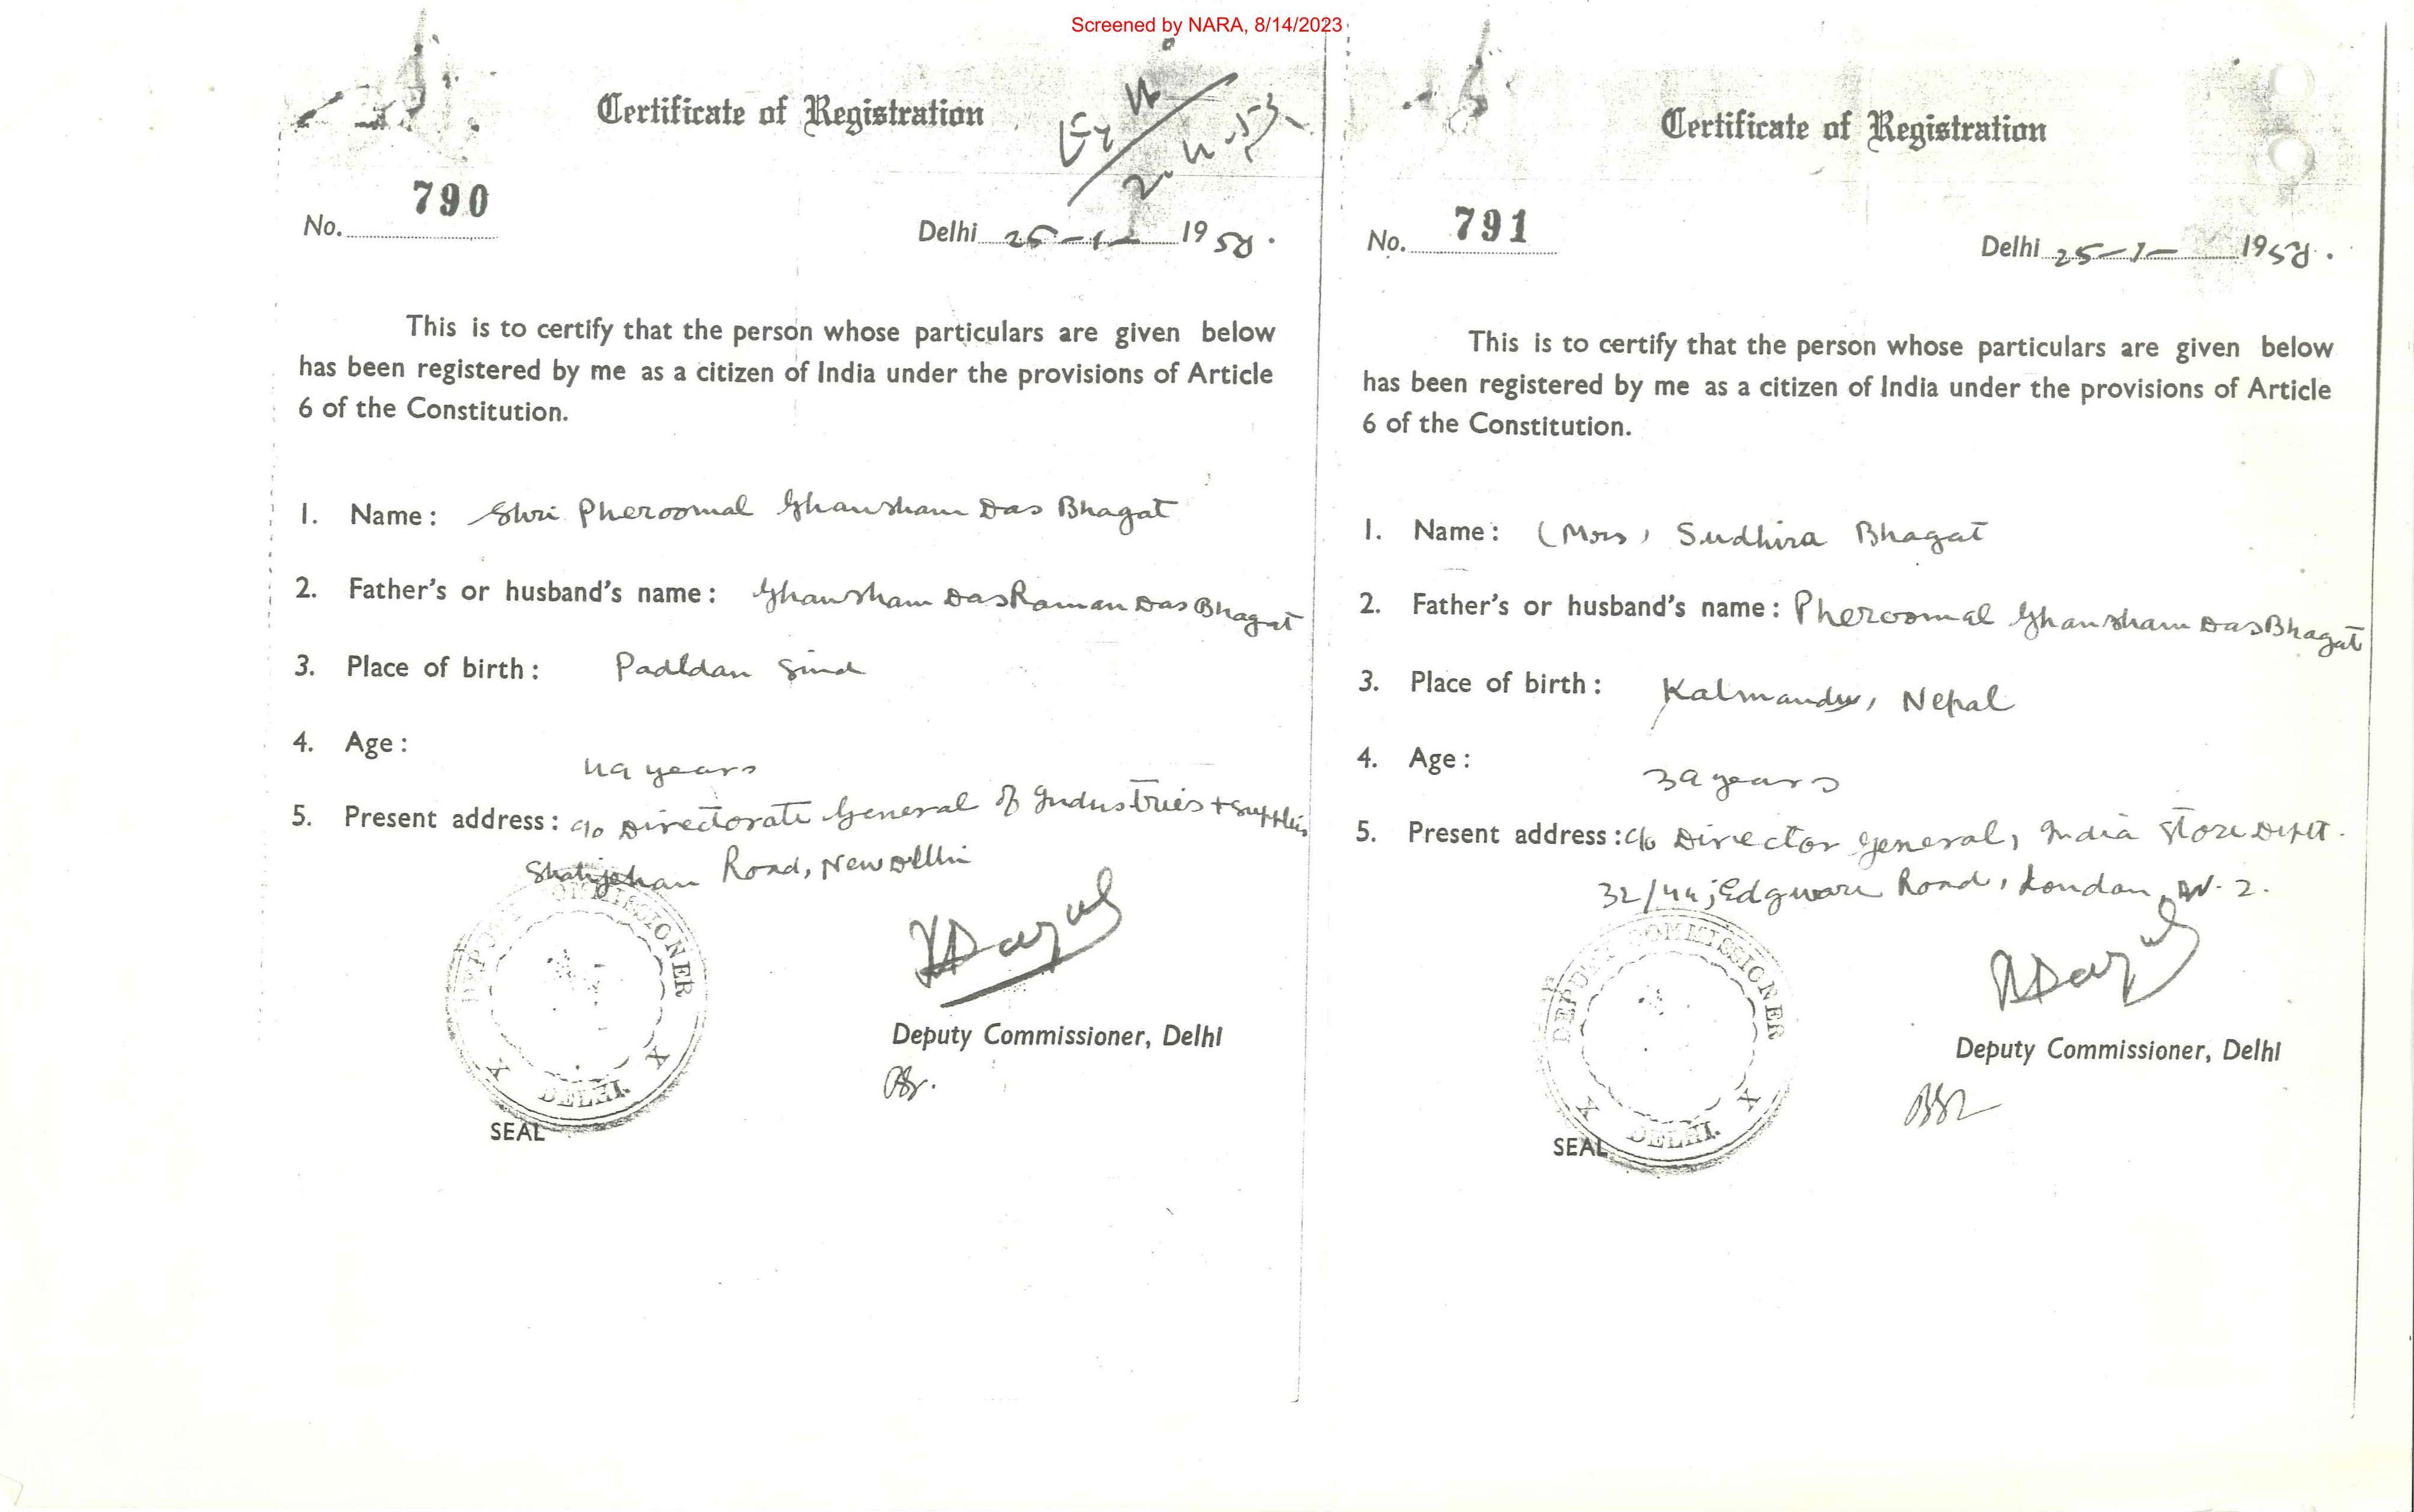 Screened by NARA, 8/14/2023
Certificate of Registration
No. 790
Delhi 25-1-1950.
This is to certify that the person whose particulars are given below
has been registered by me as a citizen of India under the provisions of Article
6 of the Constitution.
1. Name: Shri Pheroomal Ghansham Das Bhagat
2. Father's or husband's name: Ghansham Das Raman Das Bhagat
3. Place of birth: Padldan Sind
4. Age: 49 years
5. Present address: c/o Directorate General of Industries + Supplies
Shahjehan Road, New Delhi
DEPUTY COMMISSIONER
X DELHI. X
SEAL
Deputy Commissioner, Delhi
Certificate of Registration
No. 791
Delhi 25-1-1950.
This is to certify that the person whose particulars are given below
has been registered by me as a citizen of India under the provisions of Article
6 of the Constitution.
1. Name: (Mrs) Sudhira Bhagat
2. Father's or husband's name: Pheroomal Ghansham Das Bhagat
3. Place of birth: Katmandu, Nepal
4. Age: 39 years
5. Present address: c/o Director General, India Store Deptt.
32/44, Edgware Road, London, W. 2.
DEPUTY COMMISSIONER
X DELHI. X
SEAL
Deputy Commissioner, Delhi